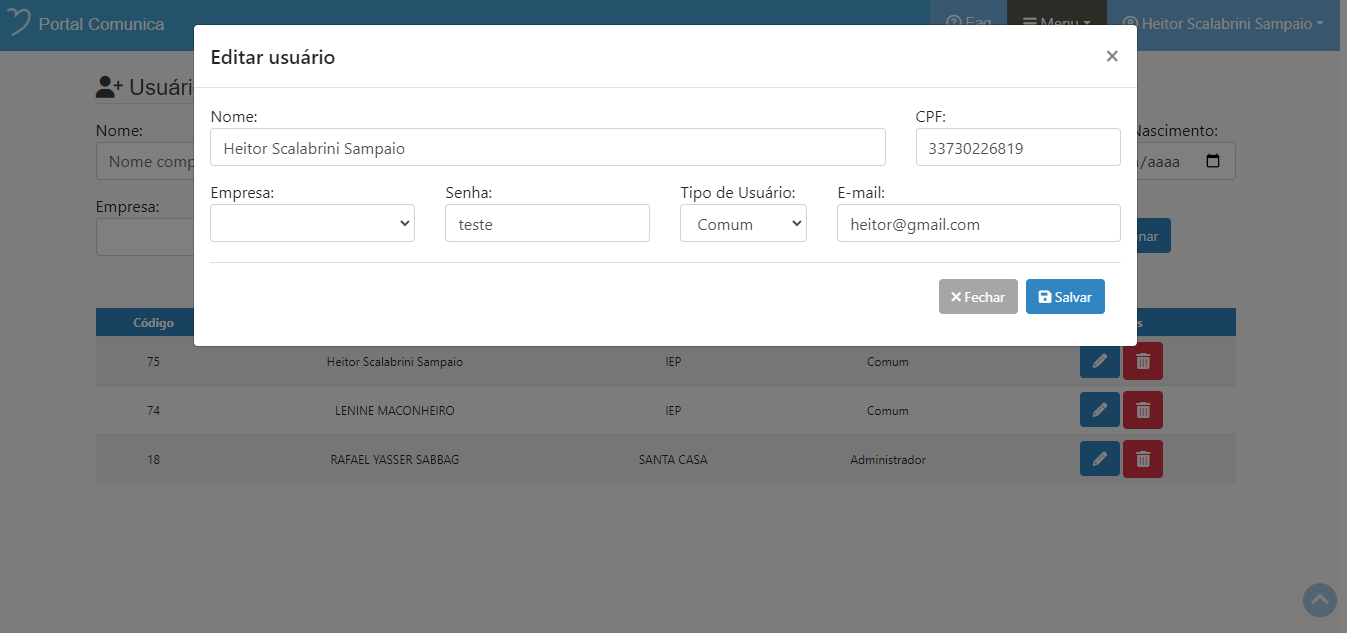 Portal Comunica
Faq
Menu
Heitor Scalabrini Sampaio
Editar usuário
×
Usuári
Nome:
CPF:
Nome:
Nascimento:
Heitor Scalabrini Sampaio
33730226819
Nome comp
/aaaa
Empresa:
Senha:
Tipo de Usuário:
E-mail:
Empresa:
teste
Comum
heitor@gmail.com
nar
Fechar
Salvar
Código
s
75 Heitor Scalabrini Sampaio IEP Comum
74 LENINE MACONHEIRO IEP Comum
18 RAFAEL YASSER SABBAG SANTA CASA Administrador